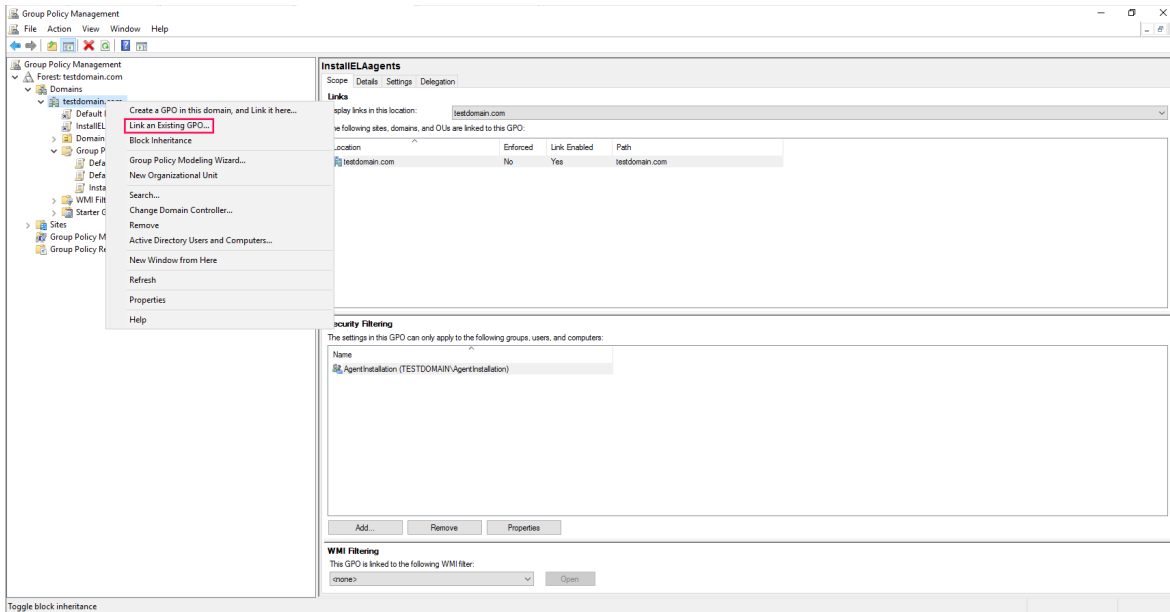 Group Policy Management
File Action View Window Help
Group Policy Management
Forest: testdomain.com
Domains
testdomain.com
Default
InstallEL
Domain
Group P
Defa
Defa
Insta
WMI Filt
Starter G
Sites
Group Policy M
Group Policy Re
Create a GPO in this domain, and Link it here...
Link an Existing GPO...
Block Inheritance
Group Policy Modeling Wizard...
New Organizational Unit
Search...
Change Domain Controller...
Remove
Active Directory Users and Computers...
New Window from Here
Refresh
Properties
Help
InstallELAagents
Scope Details Settings Delegation
Links
splay links in this location: testdomain.com
he following sites, domains, and OUs are linked to this GPO:
Location Enforced Link Enabled Path
testdomain.com No Yes testdomain.com
ecurity Filtering
The settings in this GPO can only apply to the following groups, users, and computers:
Name
AgentInstallation (TESTDOMAIN\AgentInstallation)
Add... Remove Properties
WMI Filtering
This GPO is linked to the following WMI filter:
<none> Open
Toggle block inheritance